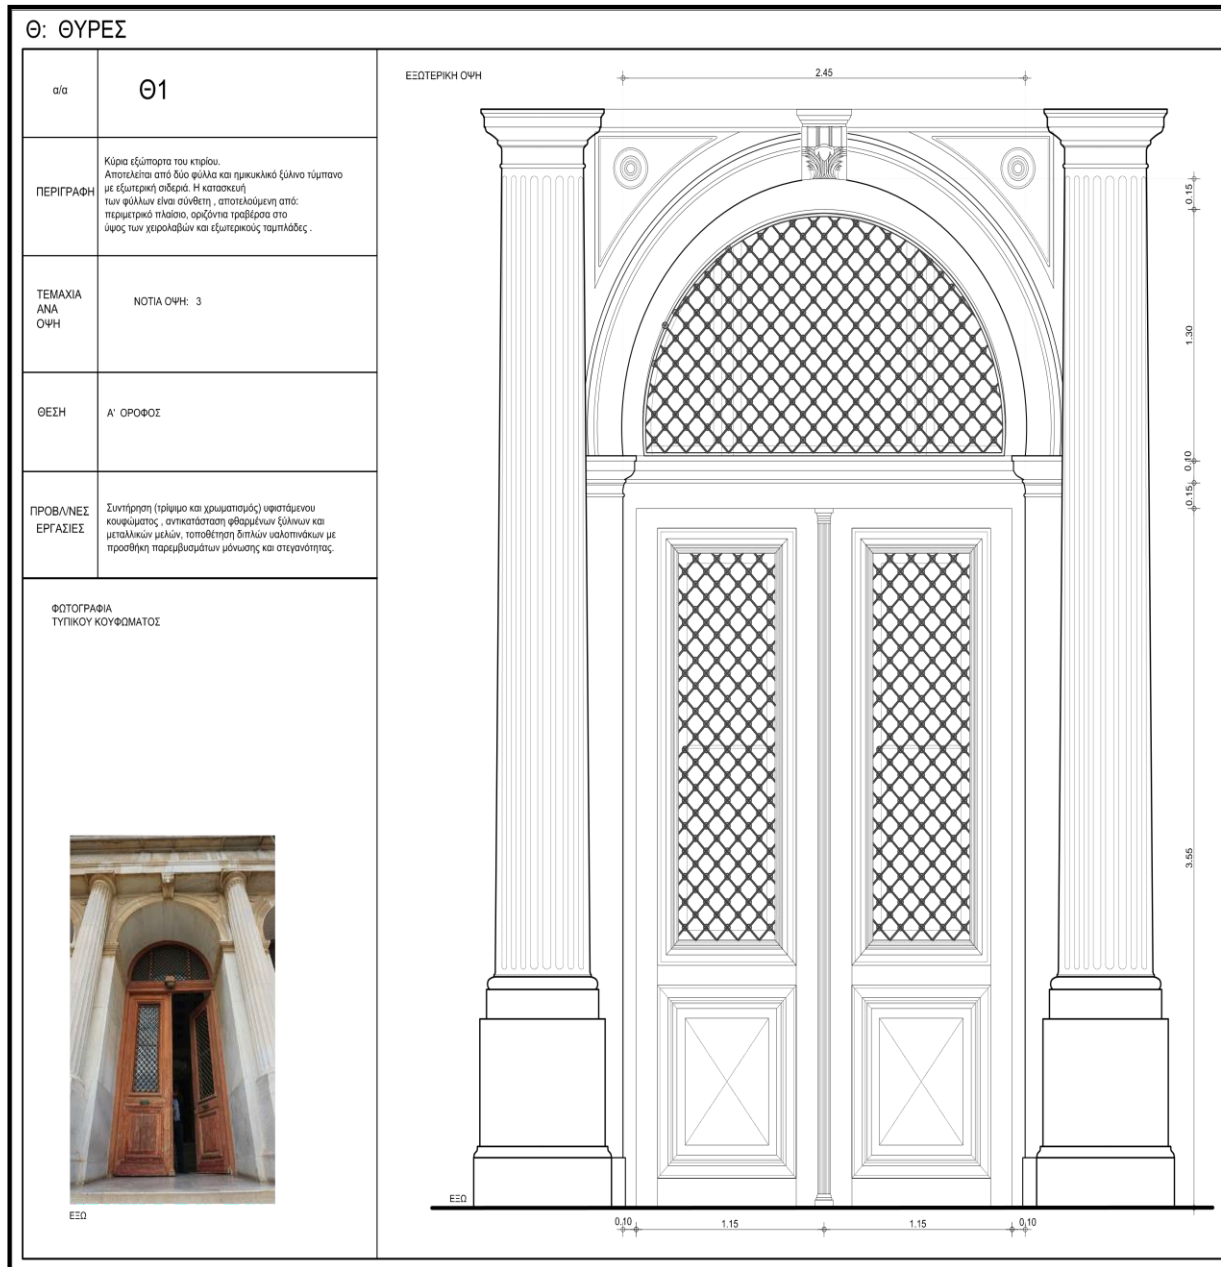 Θ: ΘΥΡΕΣ
α/α
Θ1
ΠΕΡΙΓΡΑΦΗ
Κύρια εξώπορτα του κτιρίου.
Αποτελείται από δύο φύλλα και ημικυκλικό ξύλινο τύμπανο
με εξωτερική σιδεριά. Η κατασκευή
των φύλλων είναι σύνθετη , αποτελούμενη από:
περιμετρικό πλαίσιο, οριζόντια τραβέρσα στο
ύψος των χειρολαβών και εξωτερικούς ταμπλάδες .
ΤΕΜΑΧΙΑ
ΑΝΑ
ΟΨΗ
ΝΟΤΙΑ ΟΨΗ: 3
ΘΕΣΗ
Α' ΟΡΟΦΟΣ
ΠΡΟΒΛ/ΝΕΣ
ΕΡΓΑΣΙΕΣ
Συντήρηση (τρίψιμο και χρωματισμός) υφιστάμενου
κουφώματος , αντικατάσταση φθαρμένων ξύλινων και
μεταλλικών μελών, τοποθέτηση διπλών υαλοπινάκων με
προσθήκη παρεμβυσμάτων μόνωσης και στεγανότητας.
ΦΩΤΟΓΡΑΦΙΑ
ΤΥΠΙΚΟΥ ΚΟΥΦΩΜΑΤΟΣ
ΕΞΩ
ΕΞΩΤΕΡΙΚΗ ΟΨΗ
2.45
0.15
1.30
0.10
0.15
3.55
ΕΞΩ
0.10
1.15
1.15
0.10